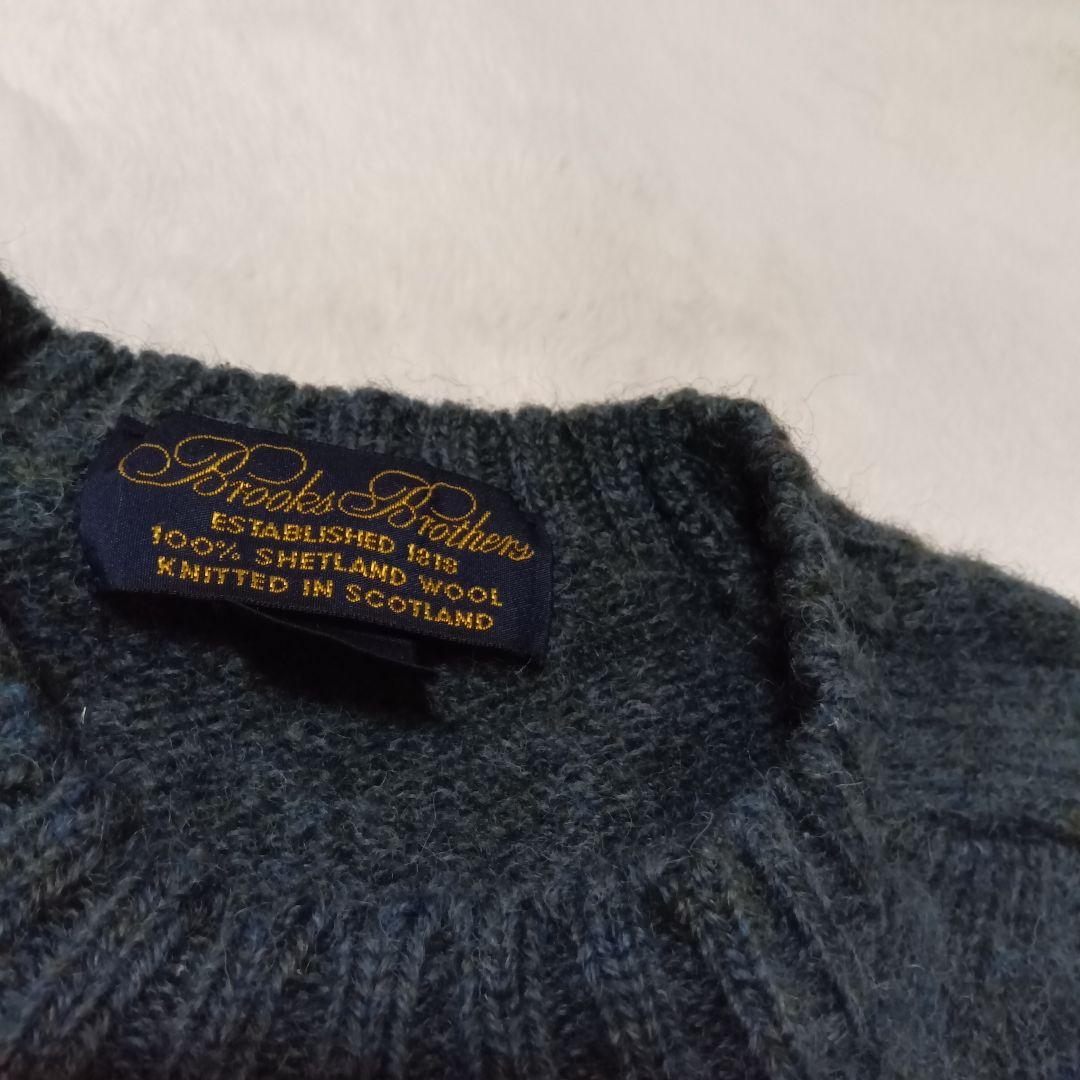 Brooks Brothers
ESTABLISHED 1818
100% SHETLAND WOOL
KNITTED IN SCOTLAND